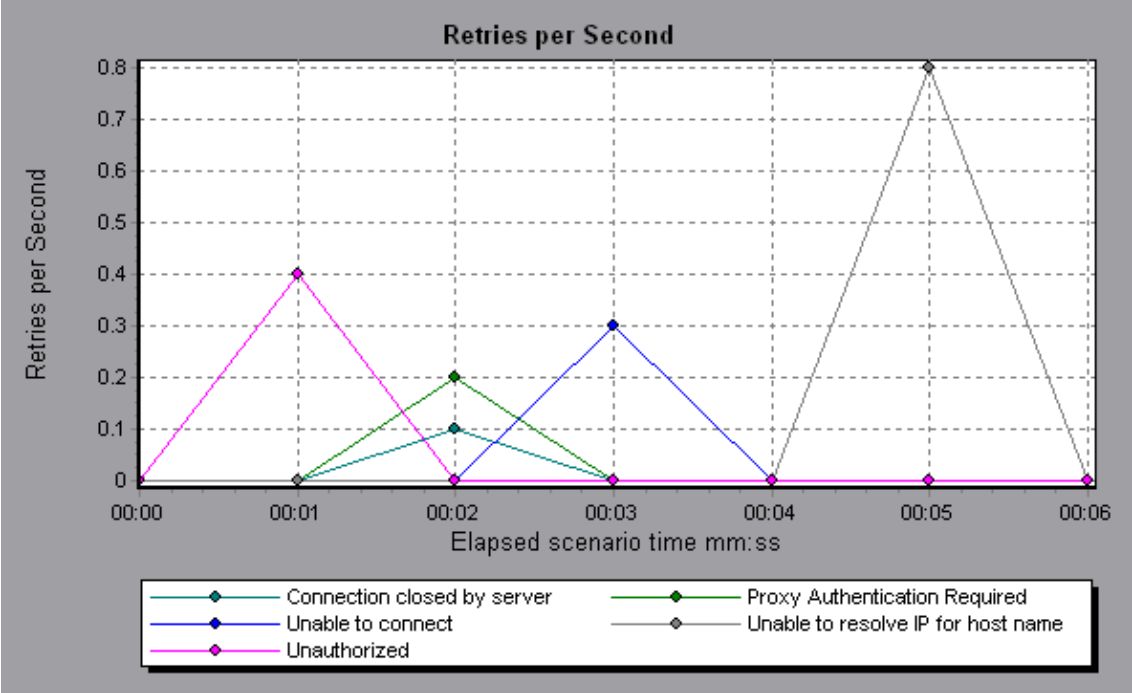 Retries per Second
0.8
0.7
0.6
0.5
0.4
0.3
0.2
0.1
0
Retries per Second
00:00 00:01 00:02 00:03 00:04 00:05 00:06
Elapsed scenario time mm:ss
Connection closed by server Proxy Authentication Required
Unable to connect Unable to resolve IP for host name
Unauthorized